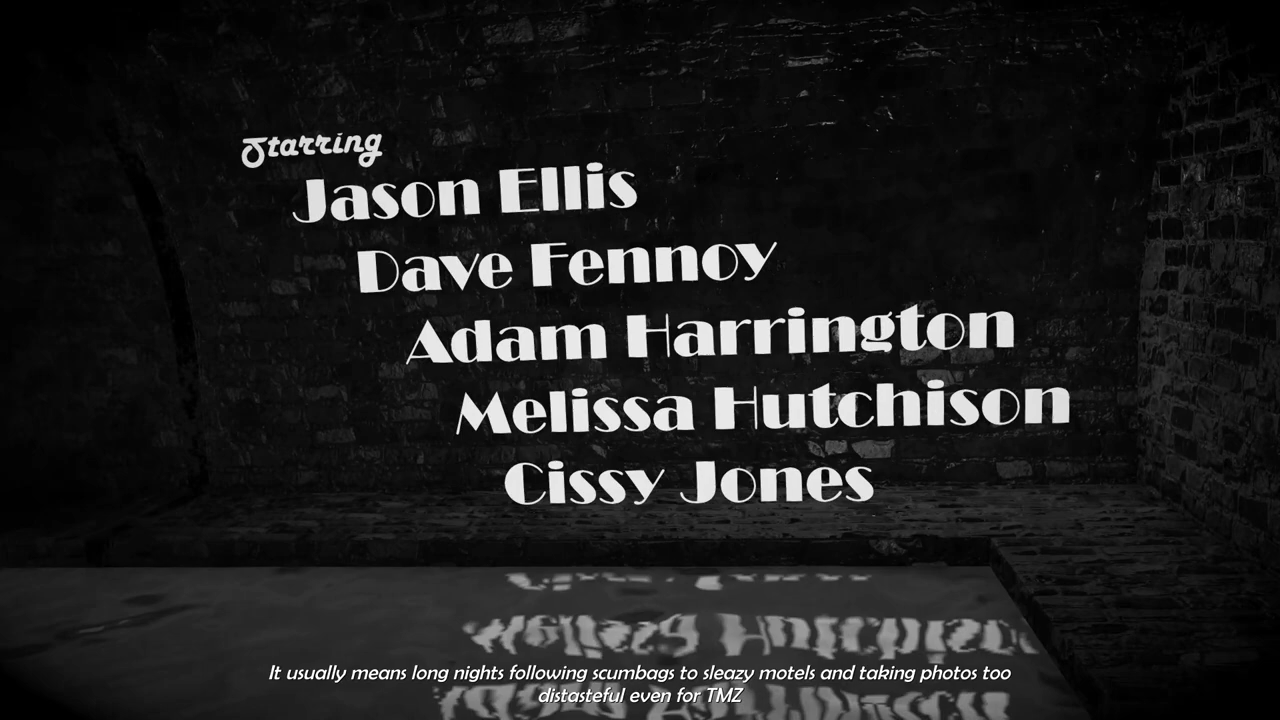 Starring
Jason Ellis
Dave Fennoy
Adam Harrington
Melissa Hutchison
Cissy Jones
It usually means long nights following scumbags to sleazy motels and taking photos too
distasteful even for TMZ